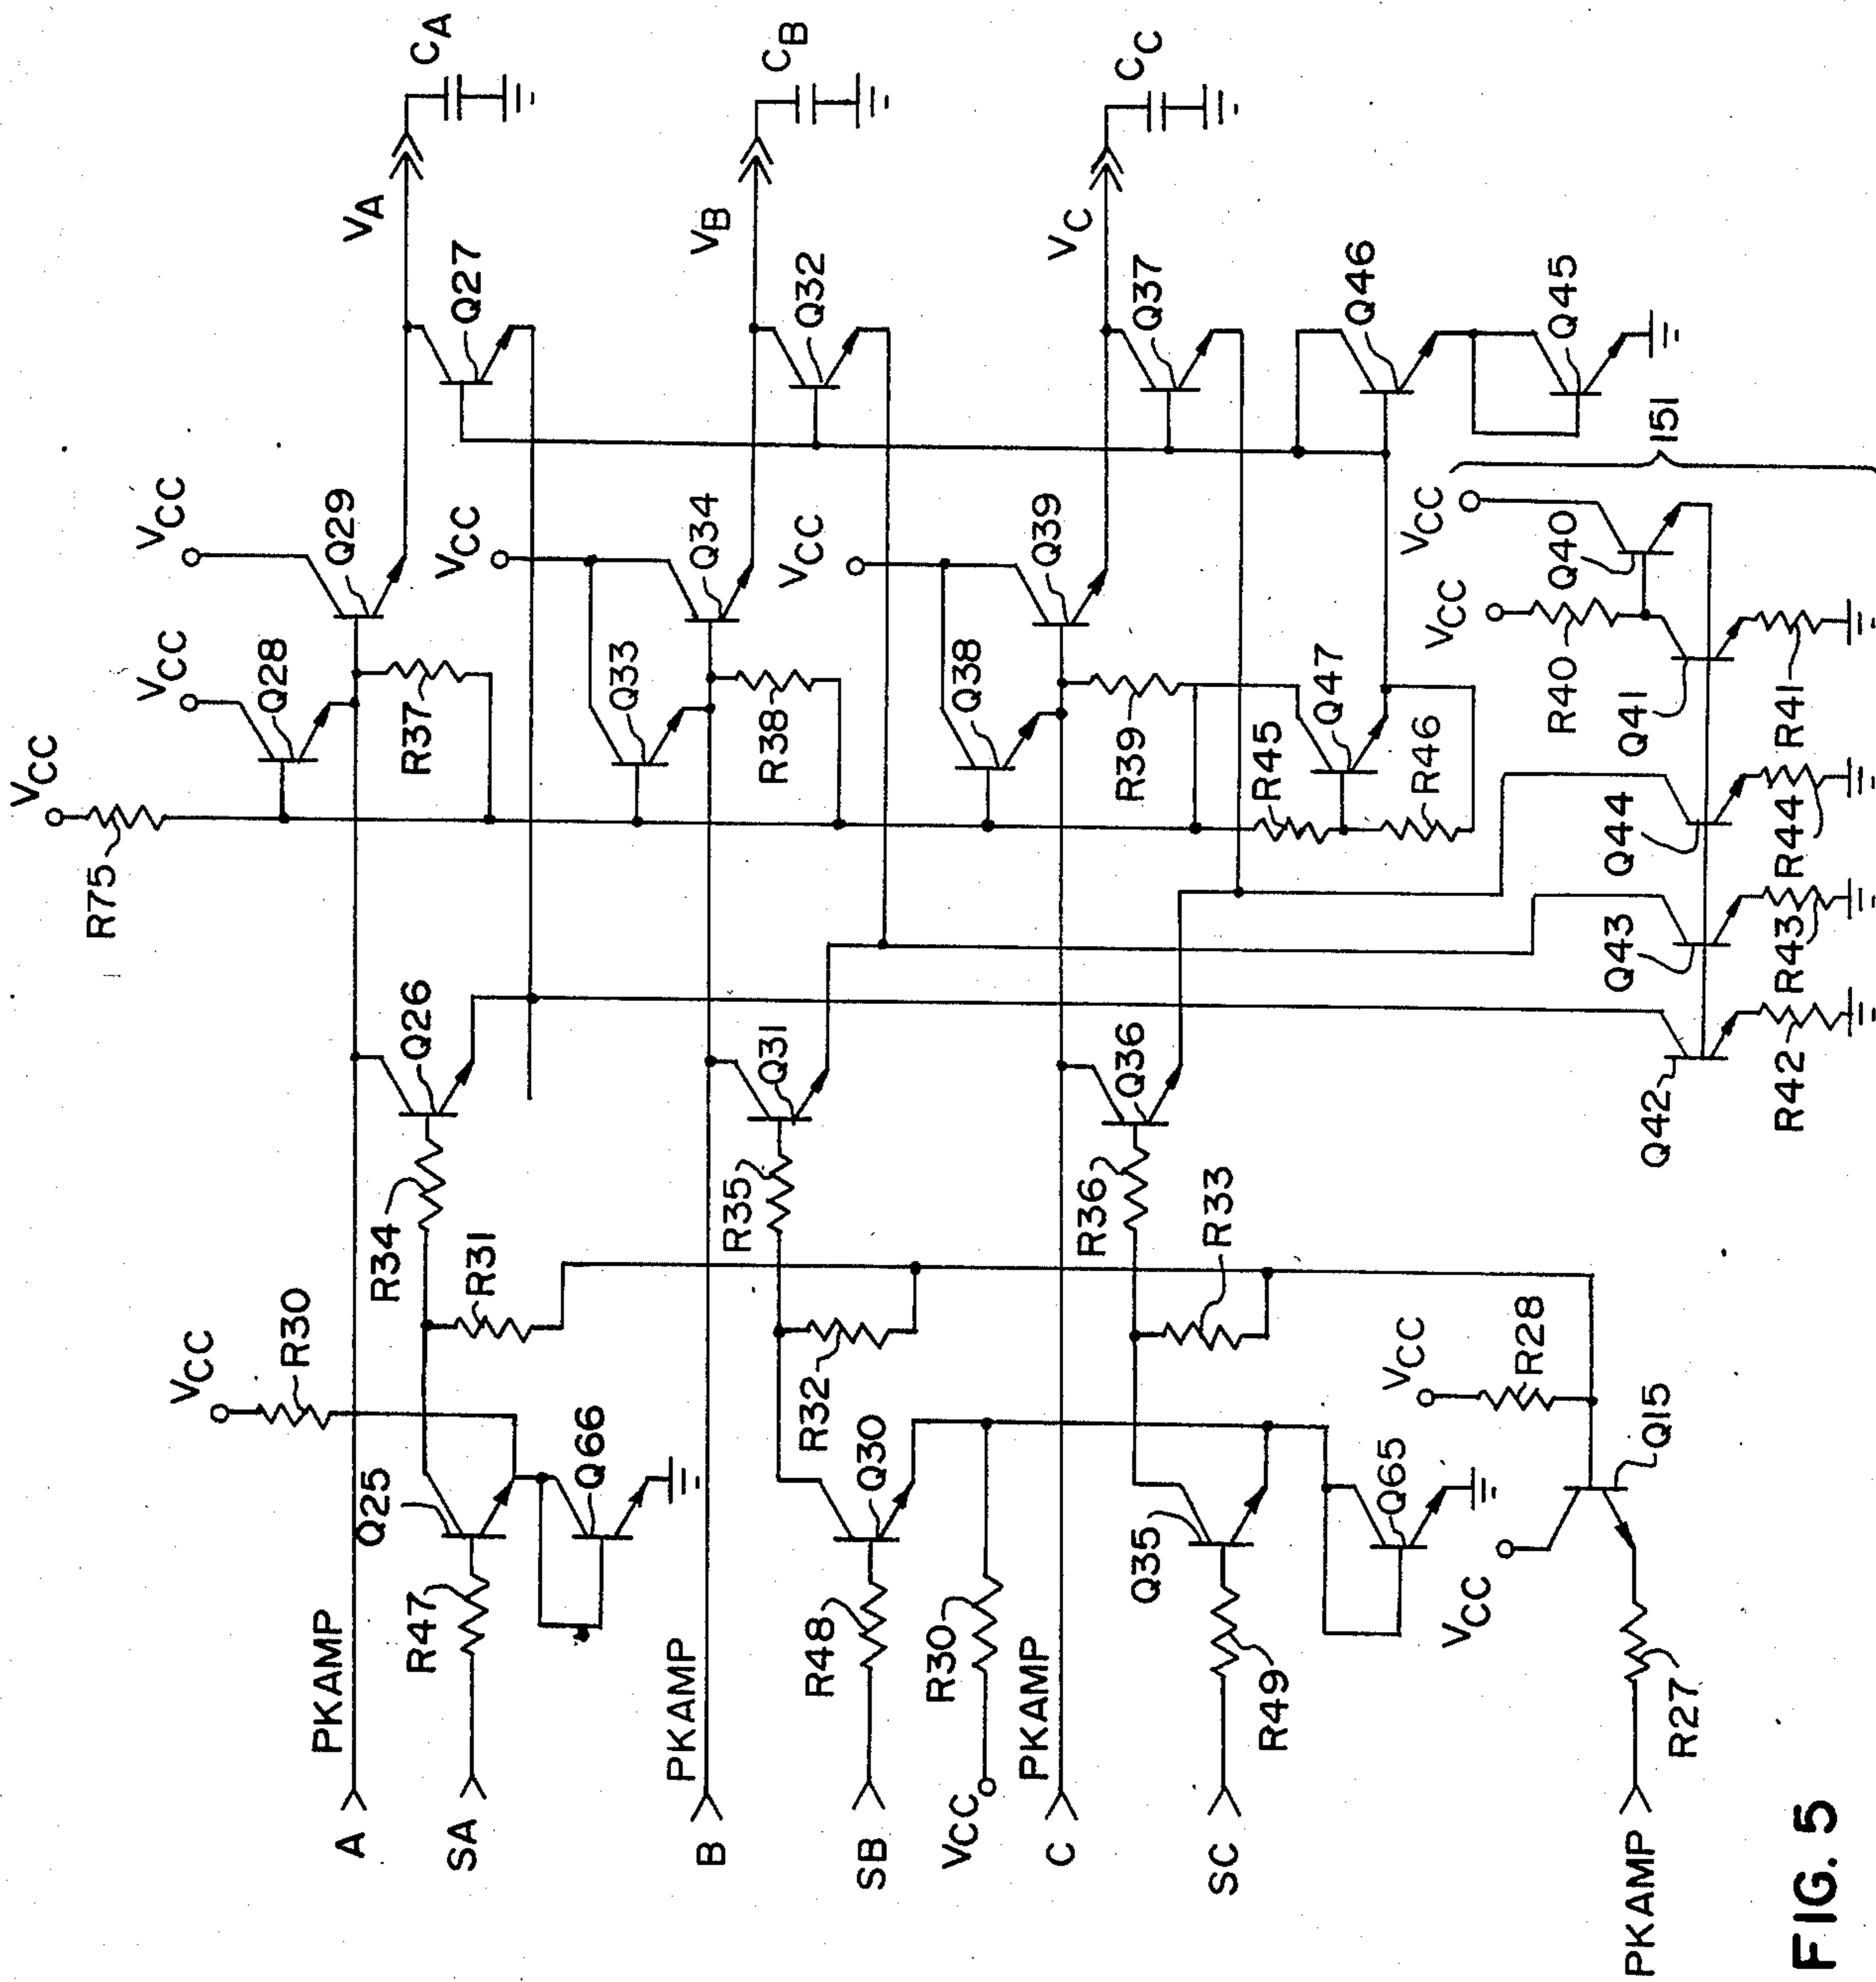 VCC
R75
VCC
VCC
VCC
R30
Q28
Q29
A
PKAMP
Q25
R34
Q26
R37
VA
CA
SA
R47
R31
VCC
Q27
Q66
Q33
B
PKAMP
R35
Q34
VB
CB
Q31
R38
VCC
Q32
SB
R48
R32
Q30
VCC
R30
Q38
C
PKAMP
R36
Q36
Q39
VC
CC
R39
Q37
Q35
R33
SC
R49
R45
Q47
Q46
Q65
VCC
R46
VCC
VCC
R28
VCC
R40
Q40
Q45
Q15
Q42
Q43
Q44
Q41
151
PKAMP
R27
R42
R43
R44
R41
FIG. 5